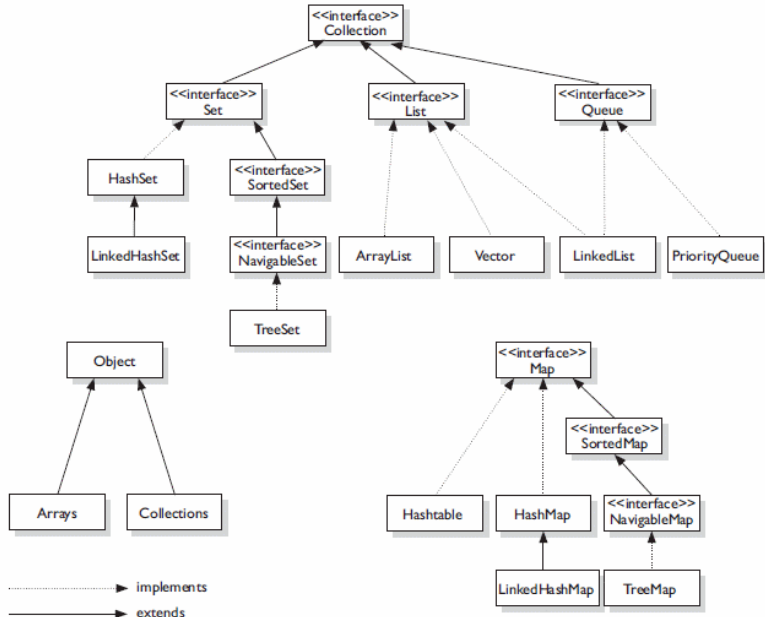 <<interface>>
Collection
<<interface>>
Set
<<interface>>
List
<<interface>>
Queue
HashSet
<<interface>>
SortedSet
LinkedHashSet
<<interface>>
NavigableSet
ArrayList
Vector
LinkedList
PriorityQueue
TreeSet
Object
<<interface>>
Map
<<interface>>
SortedMap
Arrays
Collections
Hashtable
HashMap
<<interface>>
NavigableMap
LinkedHashMap
TreeMap
implements
extends